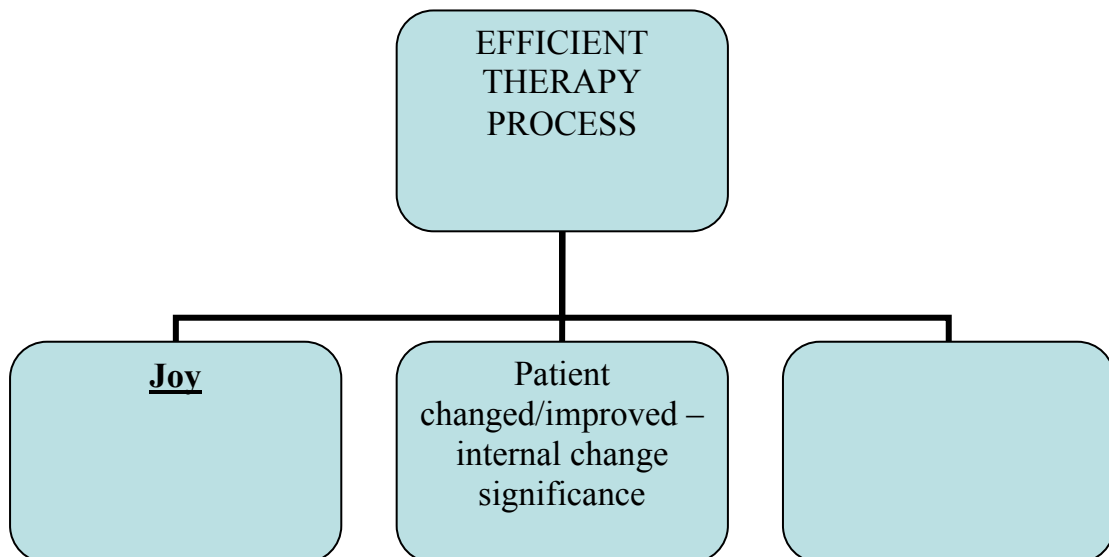 EFFICIENT
THERAPY
PROCESS
Joy
Patient
changed/improved –
internal change
significance